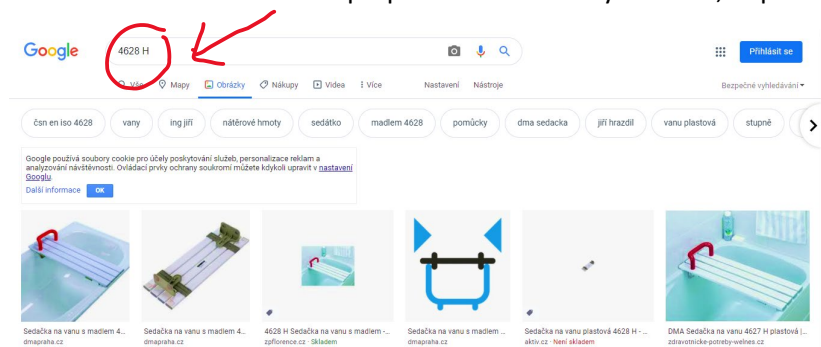 Google 4628 H Přihlásit se
Vše Mapy Obrázky Nákupy Videa Více Nastavení Nástroje Bezpečné vyhledávání
čsn en iso 4628 vany ing jiří nátěrové hmoty sedátko madlem 4628 pomůcky dma sedacka jiří hrazdil vanu plastová stupně
Google používá soubory cookie pro účely poskytování služeb, personalizace reklam a
analyzování návštěvnosti. Ovládací prvky ochrany soukromí můžete kdykoli upravit v nastavení
Googlu.
Další informace OK
Sedačka na vanu s madlem 4... Sedačka na vanu s madlem 4... 4628 H Sedačka na vanu s madlem -... Sedačka na vanu s madlem ... Sedačka na vanu plastová 4628 H - ... DMA Sedačka na vanu 4627 H plastová |...
dmapraha.cz dmapraha.cz zpflorence.cz · Skladem dmapraha.cz aktiv.cz · Není skladem zdravotnicke-potreby-welnes.cz